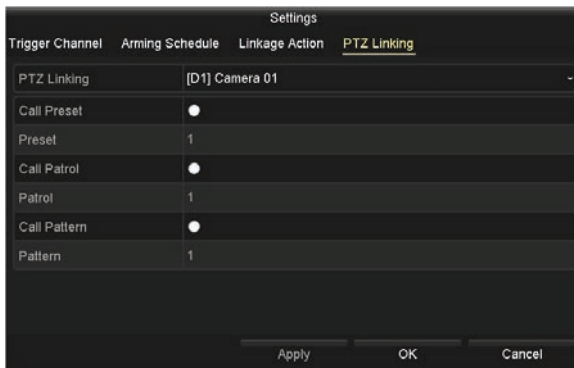 Settings
Trigger Channel Arming Schedule Linkage Action PTZ Linking
PTZ Linking [D1] Camera 01
Call Preset
Preset 1
Call Patrol
Patrol 1
Call Pattern
Pattern 1
Apply OK Cancel